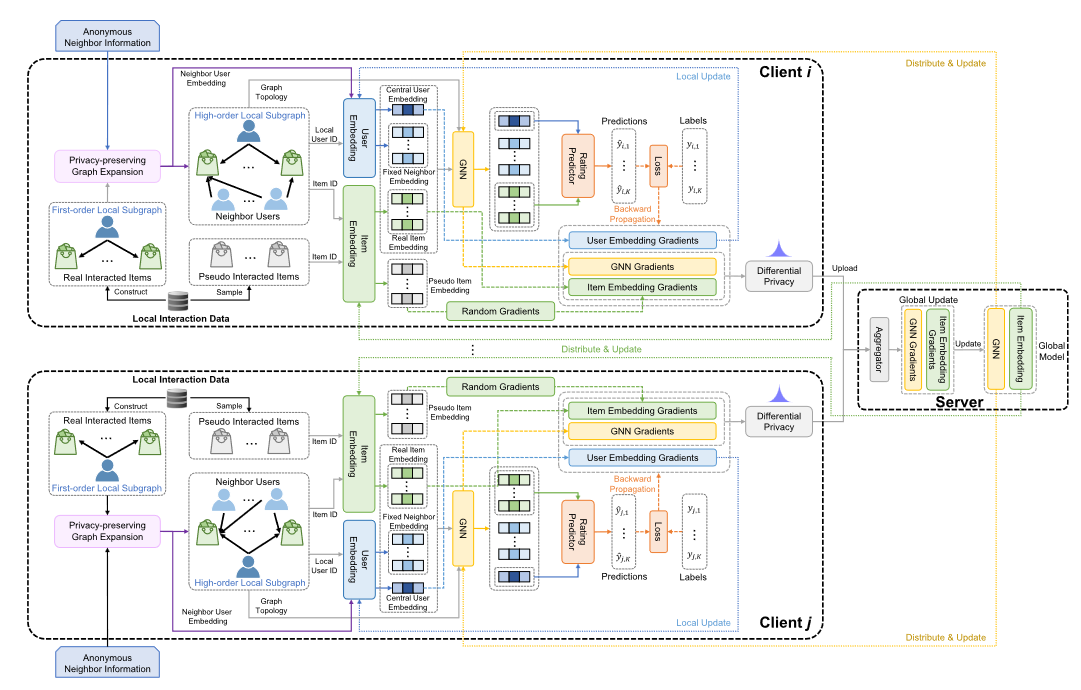 Anonymous
Neighbor Information
Distribute & Update
Client i
Neighbor User
Embedding
Graph
Topology
Local Update
High-order Local Subgraph
Local
User ID
User
Embedding
Central User
Embedding
Fixed Neighbor
Embedding
GNN
Rating
Predictor
Predictions
Labels
ŷi,1
⋮
ŷi,K
Loss
yi,1
⋮
yi,K
Privacy-preserving
Graph Expansion
...
Neighbor Users
Item ID
Item
Embedding
Real Item
Embedding
Backward
Propagation
First-order Local Subgraph
...
Real Interacted Items
...
Pseudo Interacted Items
Item ID
Pseudo Item
Embedding
User Embedding Gradients
GNN Gradients
Item Embedding Gradients
Differential
Privacy
Upload
Construct
Sample
Local Interaction Data
Random Gradients
Global Update
Aggregator
GNN Gradients
Item Embedding
Gradients
Update
GNN
Item Embedding
Global
Model
Server
⋮
Distribute & Update
Local Interaction Data
Construct
Sample
Real Interacted Items
...
First-order Local Subgraph
Pseudo Interacted Items
...
Item ID
Item
Embedding
Pseudo Item
Embedding
Random Gradients
Item Embedding Gradients
GNN Gradients
User Embedding Gradients
Differential
Privacy
Real Item
Embedding
Backward
Propagation
Neighbor Users
...
High-order Local Subgraph
Item ID
Local
User ID
User
Embedding
Fixed Neighbor
Embedding
Central User
Embedding
GNN
Rating
Predictor
ŷj,1
⋮
ŷj,K
Predictions
Loss
yj,1
⋮
yj,K
Labels
Privacy-preserving
Graph Expansion
Graph
Topology
Neighbor User
Embedding
Local Update
Client j
Distribute & Update
Anonymous
Neighbor Information